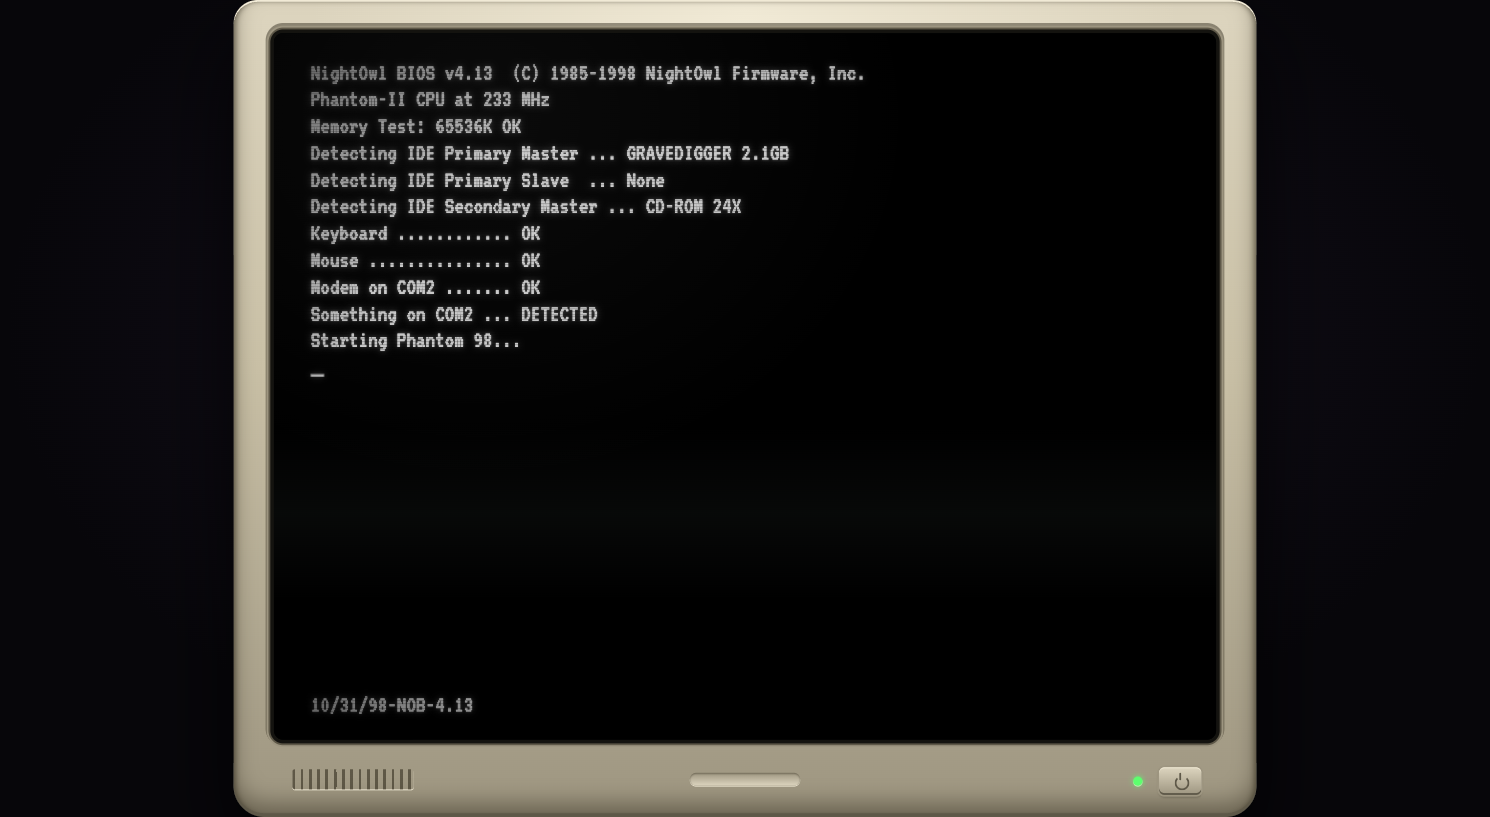 NightOwl BIOS v4.13  (C) 1985-1998 NightOwl Firmware, Inc.
Phantom-II CPU at 233 MHz
Memory Test: 65536K OK
Detecting IDE Primary Master ... GRAVEDIGGER 2.1GB
Detecting IDE Primary Slave  ... None
Detecting IDE Secondary Master ... CD-ROM 24X
Keyboard ............ OK
Mouse ............... OK
Modem on COM2 ....... OK
Something on COM2 ... DETECTED
Starting Phantom 98...
_
10/31/98-NOB-4.13